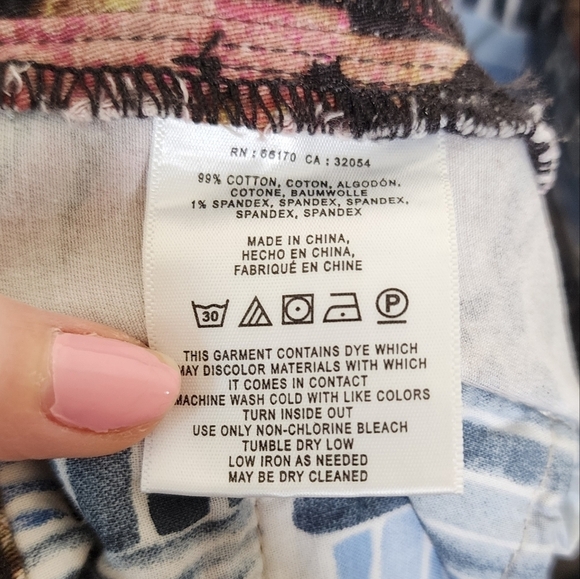 RN : 66170 CA : 32054
99% COTTON, COTON, ALGODÓN,
COTONE, BAUMWOLLE
1% SPANDEX, SPANDEX, SPANDEX,
SPANDEX, SPANDEX
MADE IN CHINA,
HECHO EN CHINA,
FABRIQUÉ EN CHINE
30 P
THIS GARMENT CONTAINS DYE WHICH
MAY DISCOLOR MATERIALS WITH WHICH
IT COMES IN CONTACT
MACHINE WASH COLD WITH LIKE COLORS
TURN INSIDE OUT
USE ONLY NON-CHLORINE BLEACH
TUMBLE DRY LOW
LOW IRON AS NEEDED
MAY BE DRY CLEANED